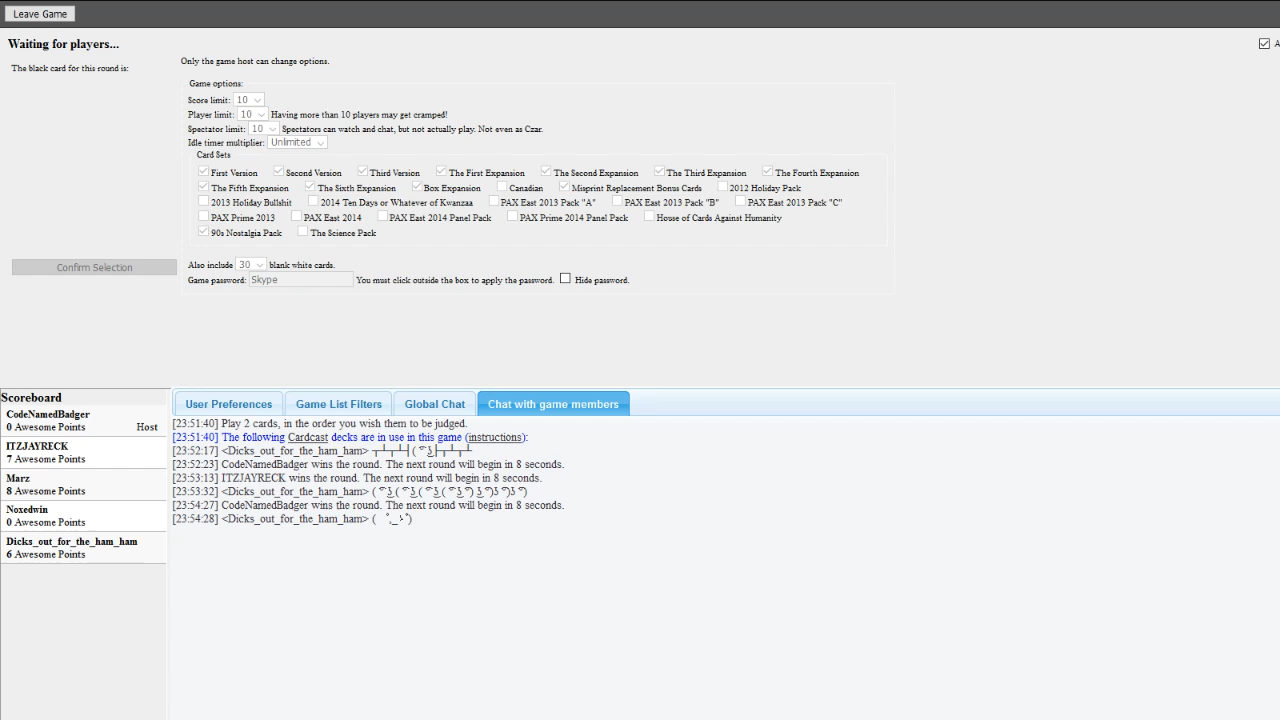 Leave Game
Waiting for players...
The black card for this round is:
Only the game host can change options.
Game options:
Score limit: 10
Player limit: 10 Having more than 10 players may get cramped!
Spectator limit: 10 Spectators can watch and chat, but not actually play. Not even as Czar.
Idle timer multiplier: Unlimited
Card Sets
First Version Second Version Third Version The First Expansion The Second Expansion The Third Expansion The Fourth Expansion
The Fifth Expansion The Sixth Expansion Box Expansion Canadian Misprint Replacement Bonus Cards 2012 Holiday Pack
2013 Holiday Bullshit 2014 Ten Days or Whatever of Kwanzaa PAX East 2013 Pack "A" PAX East 2013 Pack "B" PAX East 2013 Pack "C"
PAX Prime 2013 PAX East 2014 PAX East 2014 Panel Pack PAX Prime 2014 Panel Pack House of Cards Against Humanity
90s Nostalgia Pack The Science Pack
Confirm Selection
Also include 30 blank white cards.
Game password: Skype You must click outside the box to apply the password. Hide password.
Scoreboard
CodeNamedBadger
0 Awesome Points Host
ITZJAYRECK
7 Awesome Points
Marz
8 Awesome Points
Noxedwin
0 Awesome Points
Dicks_out_for_the_ham_ham
6 Awesome Points
User Preferences Game List Filters Global Chat Chat with game members
[23:51:40] Play 2 cards, in the order you wish them to be judged.
[23:51:40] The following Cardcast decks are in use in this game (instructions):
[23:52:17] <Dicks_out_for_the_ham_ham> ┬┴┬┴┤( ͡° ͜ʖ├┬┴┬┴
[23:52:23] CodeNamedBadger wins the round. The next round will begin in 8 seconds.
[23:53:13] ITZJAYRECK wins the round. The next round will begin in 8 seconds.
[23:53:32] <Dicks_out_for_the_ham_ham> ( ͡° ͜ʖ ( ͡° ͜ʖ ( ͡° ͜ʖ ( ͡° ͜ʖ ͡°) ʖ ͡°)ʖ ͡°)ʖ ͡°)
[23:54:27] CodeNamedBadger wins the round. The next round will begin in 8 seconds.
[23:54:28] <Dicks_out_for_the_ham_ham>